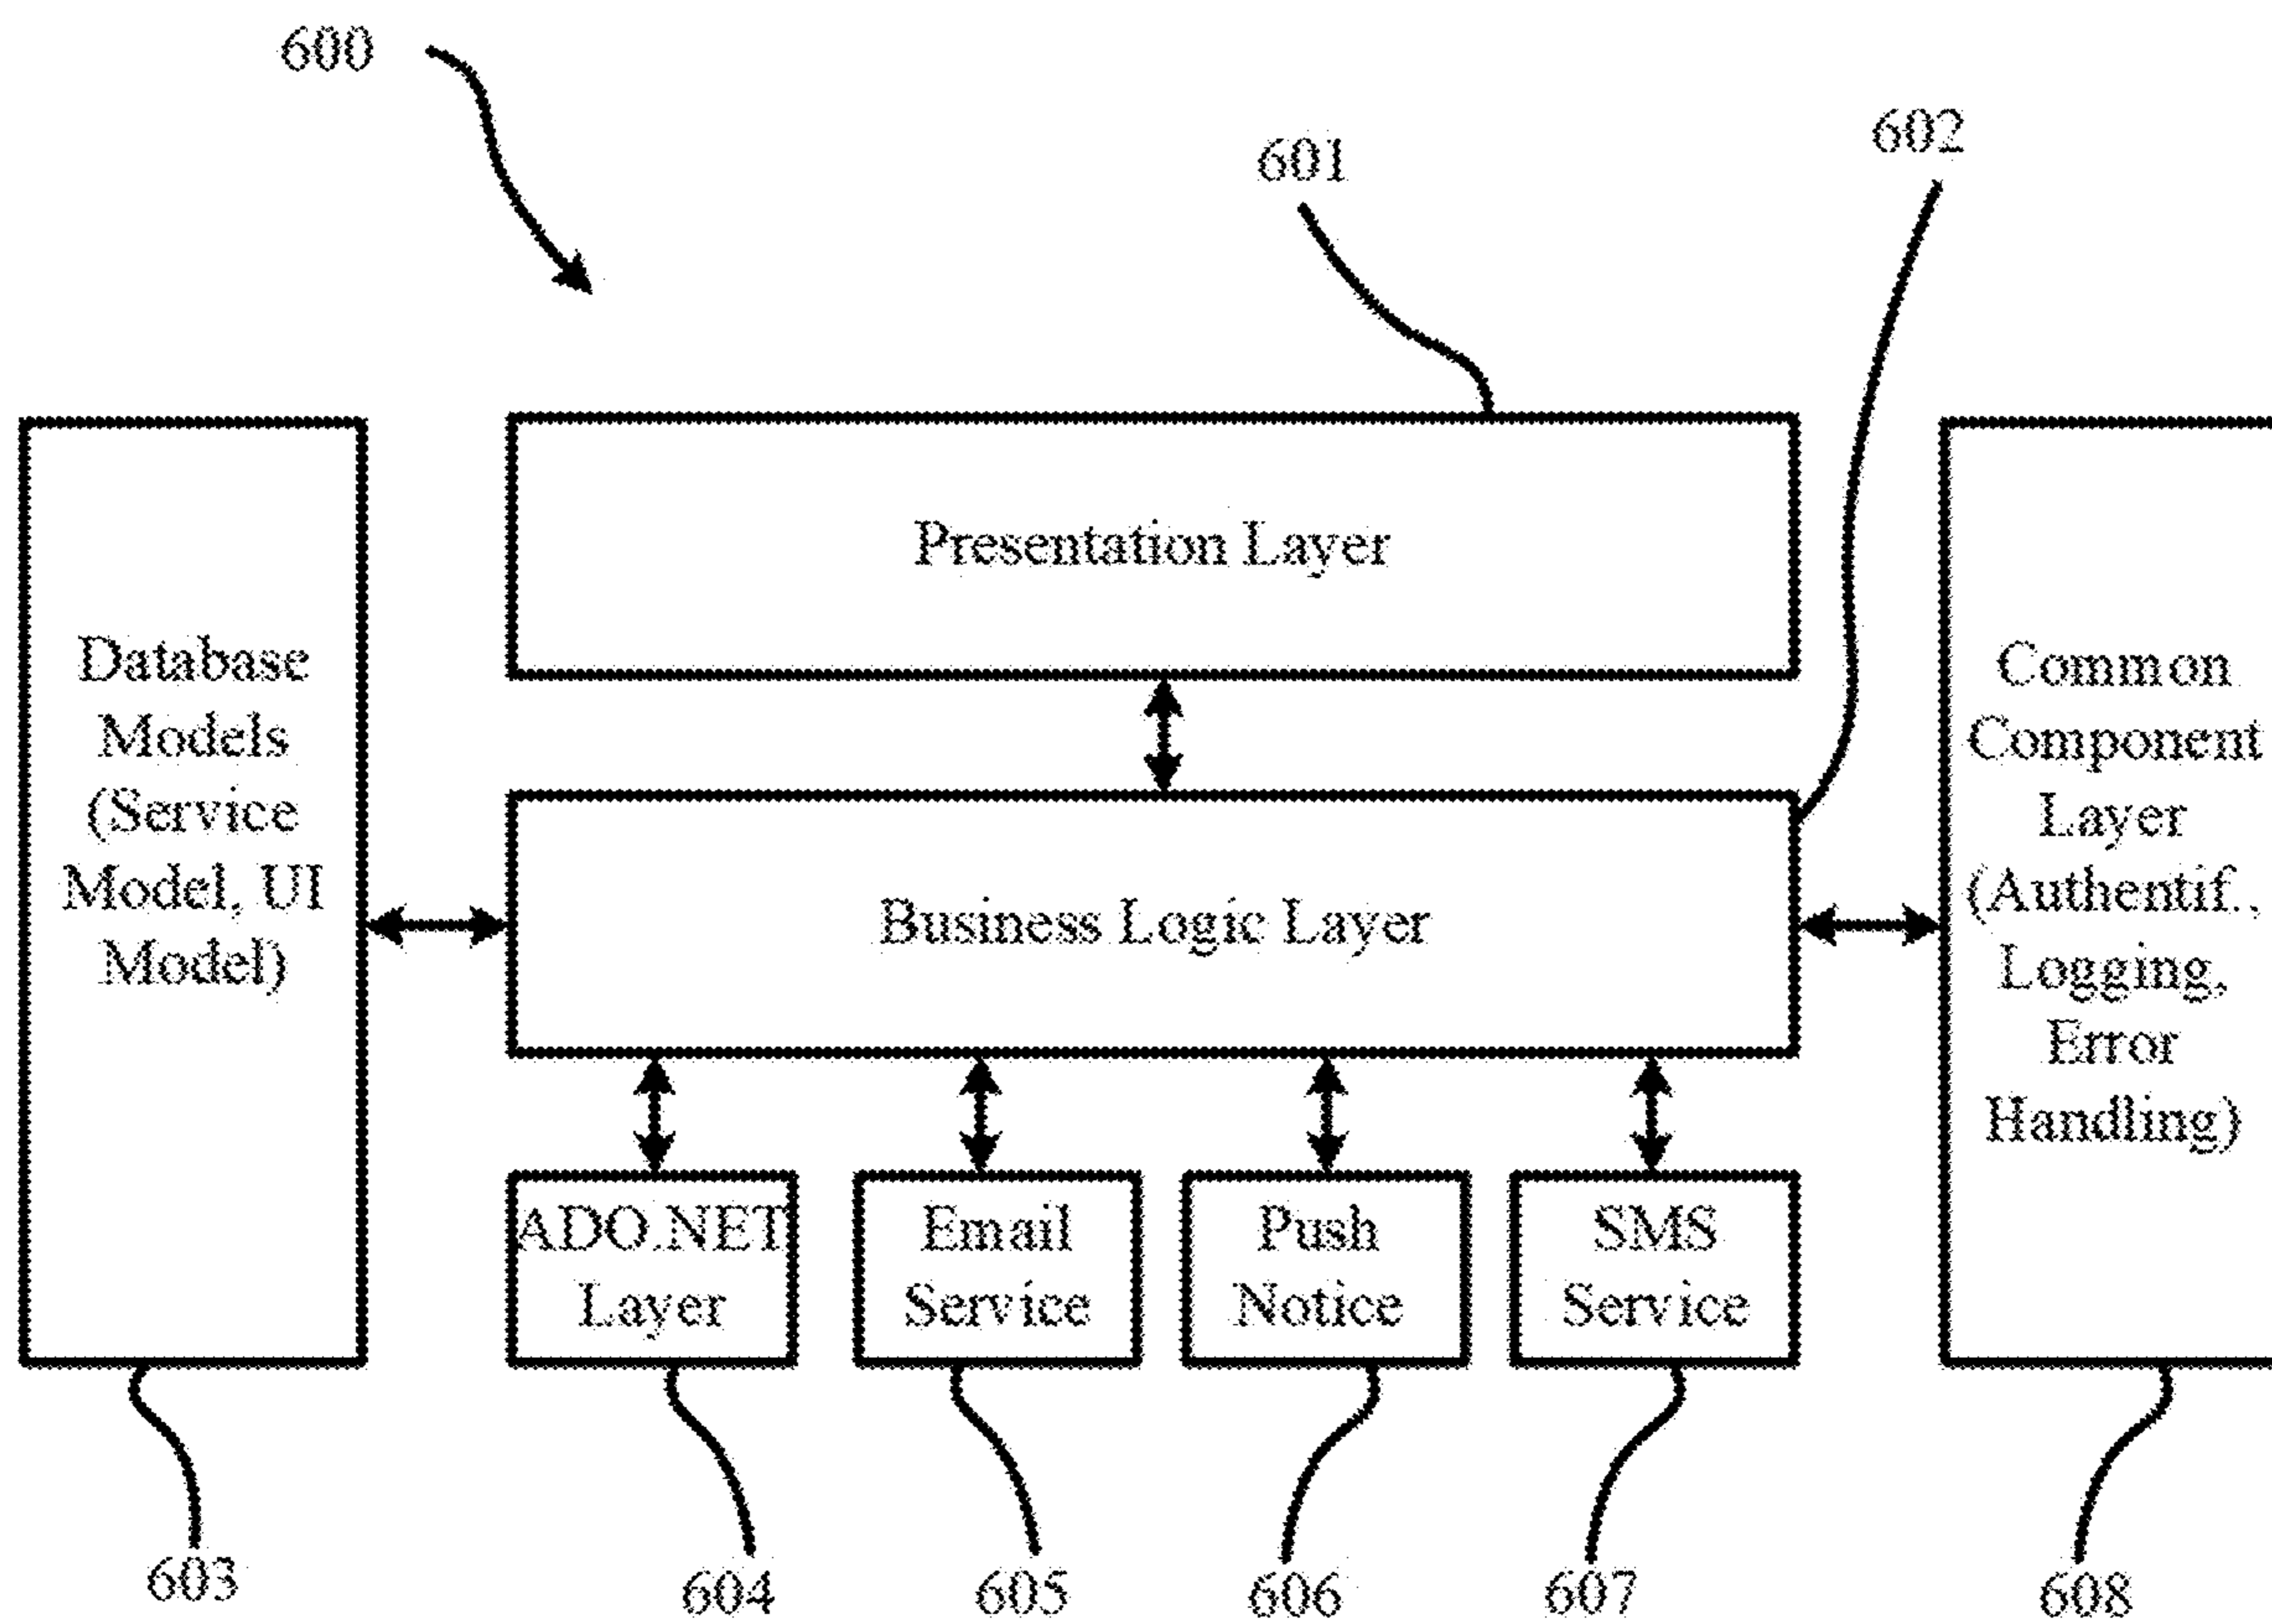 600
601
602
Presentation Layer
Database
Models
(Service
Model, UI
Model)
Business Logic Layer
Common
Component
Layer
(Authentif.,
Logging,
Error
Handling)
ADO.NET
Layer
Email
Service
Push
Notice
SMS
Service
603
604
605
606
607
608